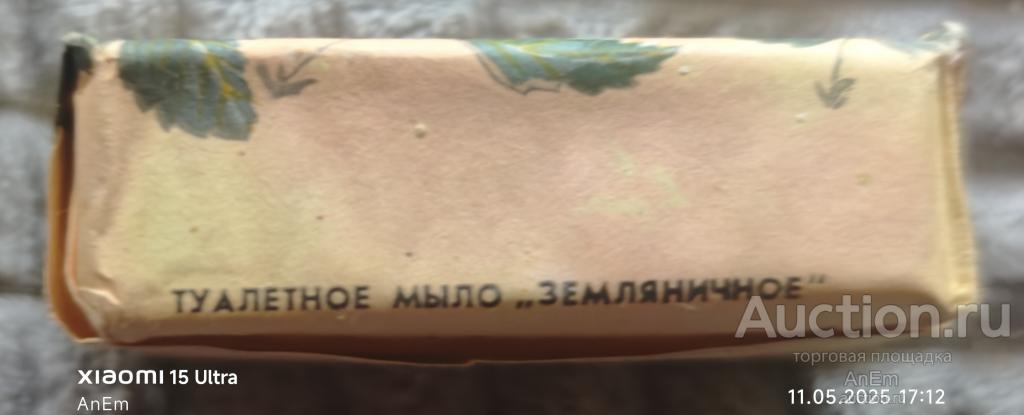 ТУАЛЕТНОЕ МЫЛО „ЗЕМЛЯНИЧНОЕ"
Auction.ru
торговая площадка
AnEm
xiaomi 15 Ultra
AnEm
11.05.2025 17:12